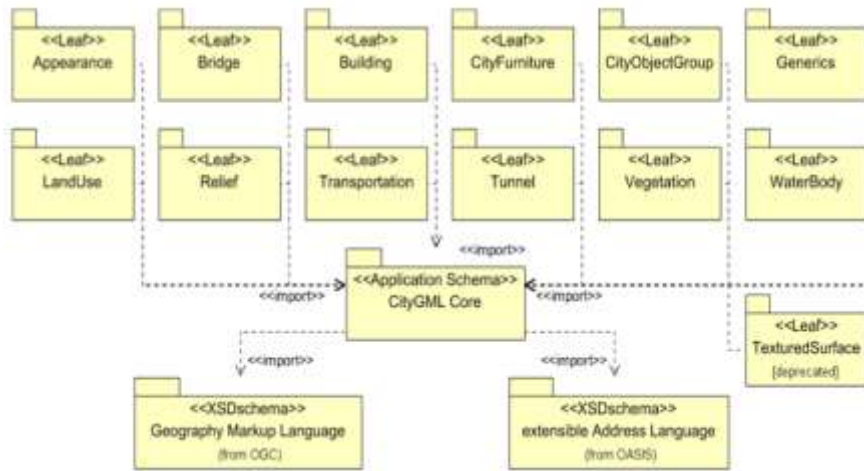 <<Leaf>>
Appearance
<<Leaf>>
Bridge
<<Leaf>>
Building
<<Leaf>>
CityFurniture
<<Leaf>>
CityObjectGroup
<<Leaf>>
Generics
<<Leaf>>
LandUse
<<Leaf>>
Relief
<<Leaf>>
Transportation
<<Leaf>>
Tunnel
<<Leaf>>
Vegetation
<<Leaf>>
WaterBody
<<import>>
<<Application Schema>>
CityGML Core
<<import>>
<<import>>
<<Leaf>>
TexturedSurface
[deprecated]
<<import>>
<<import>>
<<XSDschema>>
Geography Markup Language
(from OGC)
<<XSDschema>>
extensible Address Language
(from OASIS)